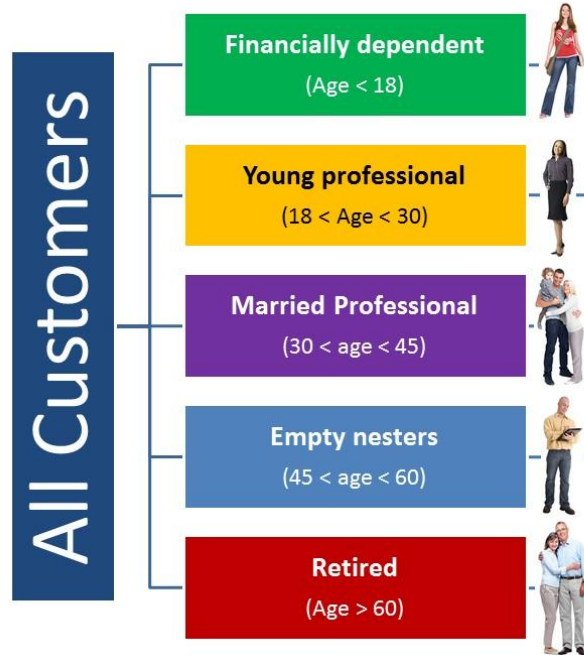 All Customers
Financially dependent
(Age < 18)
Young professional
(18 < Age < 30)
Married Professional
(30 < age < 45)
Empty nesters
(45 < age < 60)
Retired
(Age > 60)